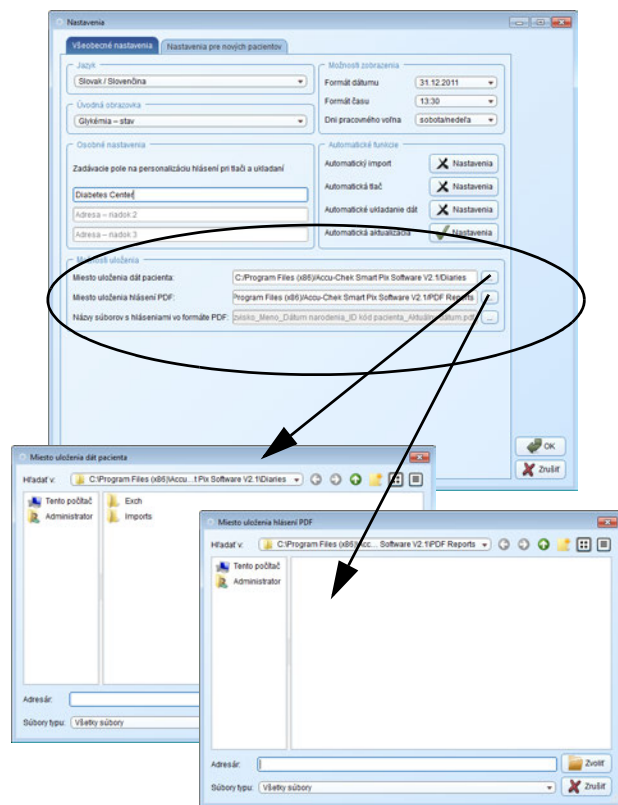 Nastavenia
Všeobecné nastavenia
Nastavenia pre nových pacientov
Jazyk
Slovak / Slovenčina
Úvodná obrazovka
Glykémia – stav
Osobné nastavenia
Zadávacie pole na personalizáciu hlásení pri tlači a ukladaní
Diabetes Center
Adresa – riadok 2
Adresa – riadok 3
Možnosti zobrazenia
Formát dátumu 31.12.2011
Formát času 13:30
Dni pracovného voľna sobota/nedeľa
Automatické funkcie
Automatický import Nastavenia
Automatická tlač Nastavenia
Automatické ukladanie dát Nastavenia
Automatická aktualizácia Nastavenia
Možnosti uloženia
Miesto uloženia dát pacienta: C:/Program Files (x86)/Accu-Chek Smart Pix Software V2.1/Diaries
Miesto uloženia hlásení PDF: Program Files (x86)/Accu-Chek Smart Pix Software V2.1/PDF Reports
Názvy súborov s hláseniami vo formáte PDF: zvisko_Meno_Dátum narodenia_ID kód pacienta_Aktuálny dátum.pdf ...
OK
Zrušiť
Miesto uloženia dát pacienta
Hľadať v: C:\Program Files (x86)\Accu...t Pix Software V2.1\Diaries
Tento počítač
Administrator
Exch
Imports
Adresár:
Súbory typu: Všetky súbory
Miesto uloženia hlásení PDF
Hľadať v: C:\Program Files (x86)\Acc... Software V2.1\PDF Reports
Tento počítač
Administrator
Adresár:
Zvoliť
Súbory typu: Všetky súbory
Zrušiť